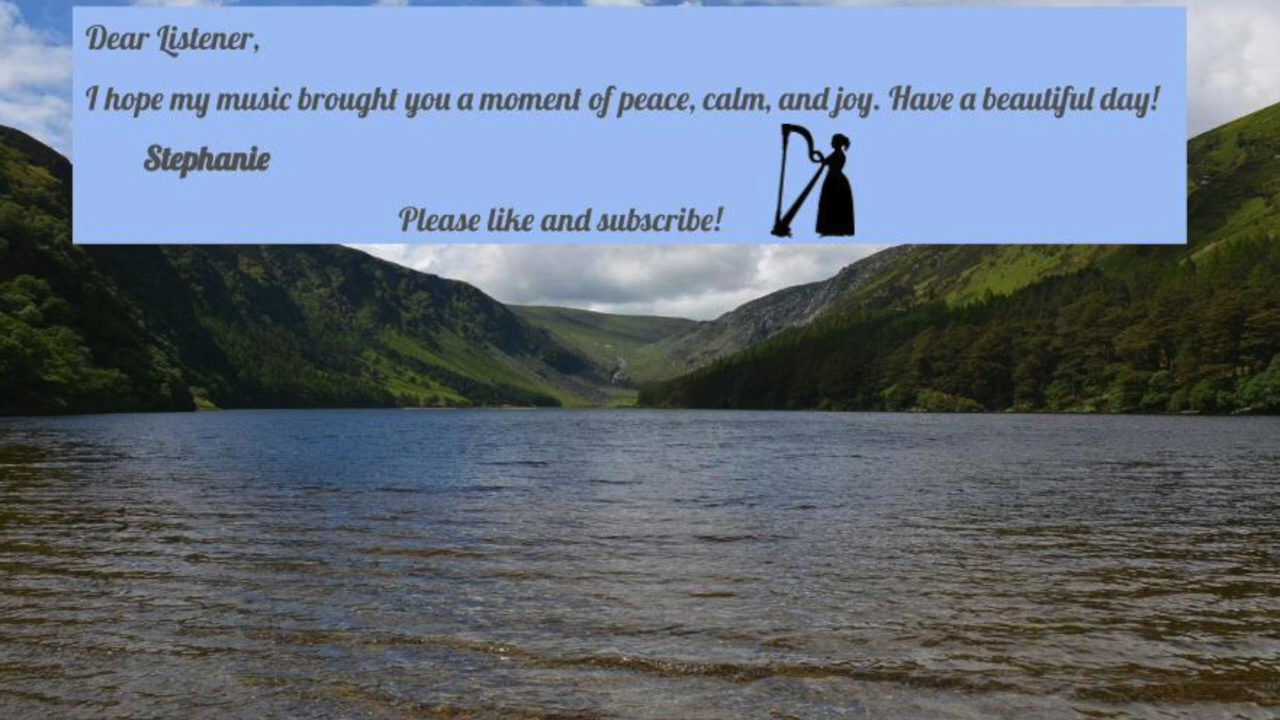 Dear Listener,
I hope my music brought you a moment of peace, calm, and joy. Have a beautiful day!
Stephanie
Please like and subscribe!